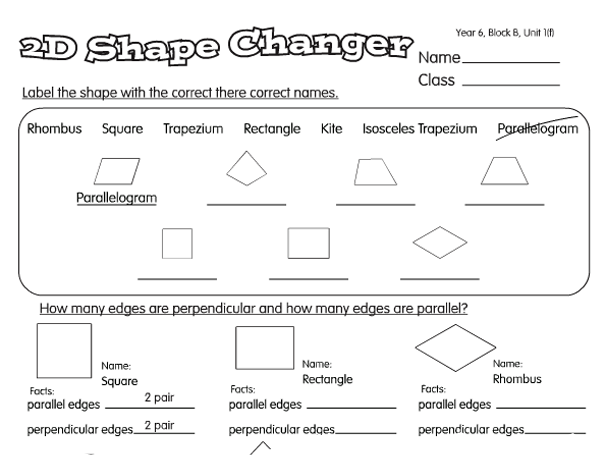 2D Shape Changer
Year 6, Block B, Unit 1(f)
Name
Class
Label the shape with the correct there correct names.
Rhombus Square Trapezium Rectangle Kite Isosceles Trapezium Parallelogram
Parallelogram
How many edges are perpendicular and how many edges are parallel?
Name: Name: Name:
Square Rectangle Rhombus
Facts: Facts: Facts:
parallel edges 2 pair parallel edges parallel edges
perpendicular edges 2 pair perpendicular edges perpendicular edges